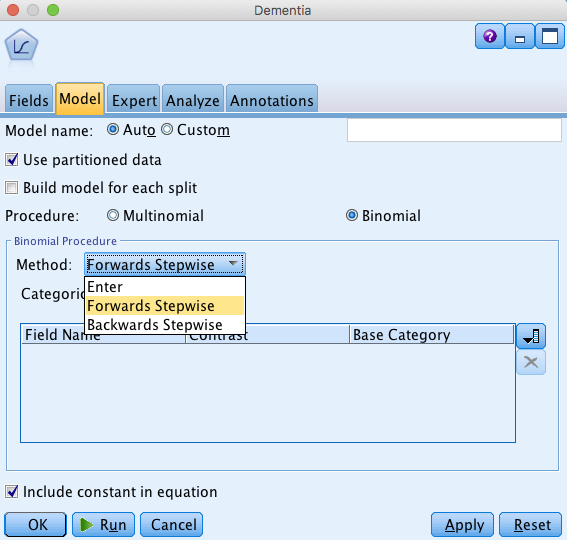 Dementia
?
Fields Model Expert Analyze Annotations
Model name: Auto Custom
Use partitioned data
Build model for each split
Procedure: Multinomial Binomial
Binomial Procedure
Method: Forwards Stepwise
Enter
Categoric
Forwards Stepwise
Backwards Stepwise
Field Name Contrast Base Category
Include constant in equation
OK Run Cancel Apply Reset